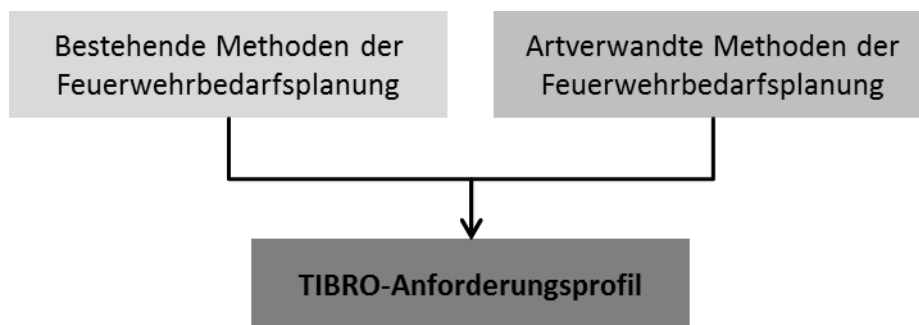 Bestehende Methoden der
Feuerwehrbedarfsplanung
Artverwandte Methoden der
Feuerwehrbedarfsplanung
TIBRO-Anforderungsprofil